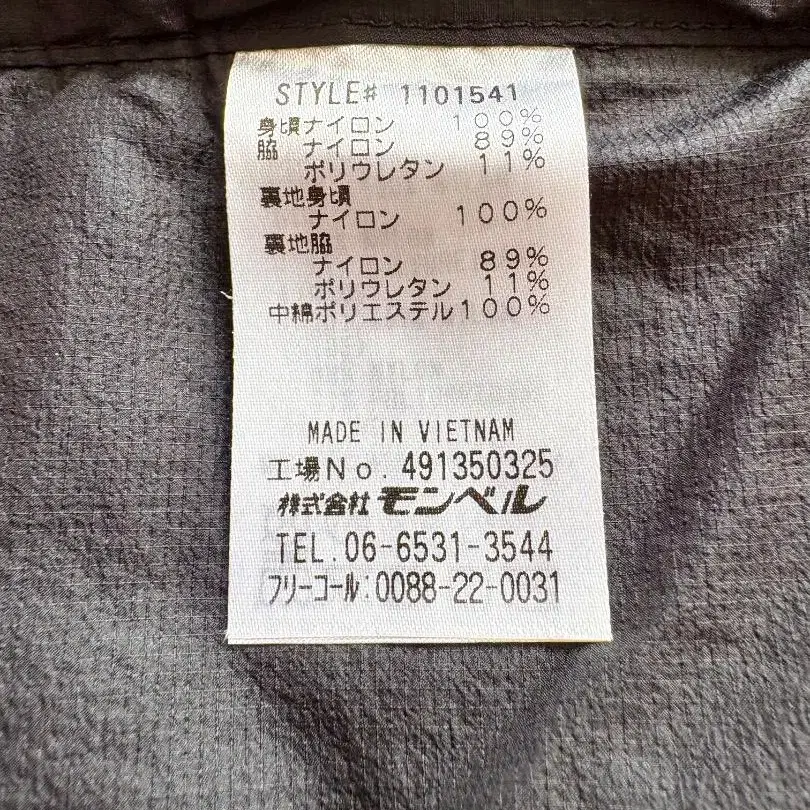 STYLE# 1101541
身頃ナイロン 100%
脇 ナイロン 89%
ポリウレタン 11%
裏地身頃
ナイロン 100%
裏地脇
ナイロン 89%
ポリウレタン 11%
中綿ポリエステル100%
MADE IN VIETNAM
工場No. 491350325
株式会社 モンベル
TEL.06-6531-3544
フリーコール:0088-22-0031